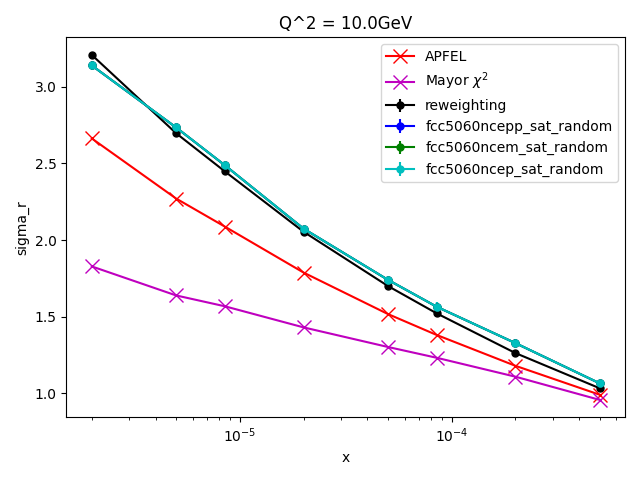 Q^2 = 10.0GeV
APFEL
Mayor χ²
reweighting
fcc5060ncepp_sat_random
fcc5060ncem_sat_random
fcc5060ncep_sat_random
sigma_r
3.0
2.5
2.0
1.5
1.0
10⁻⁵
10⁻⁴
x